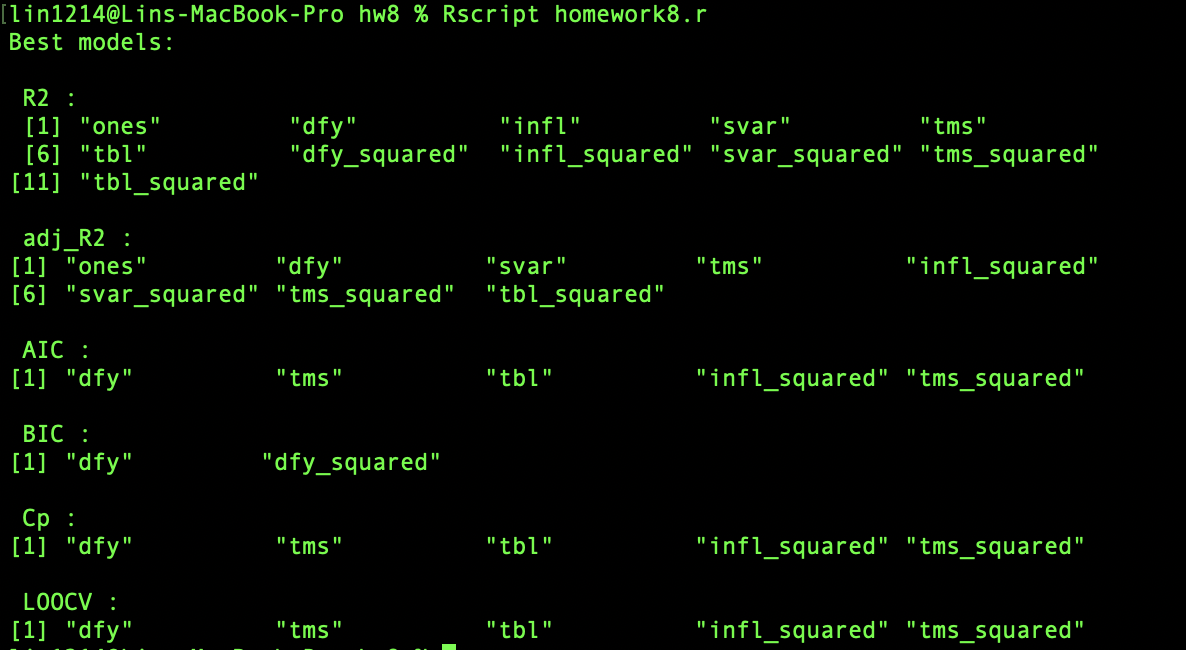 [lin1214@Lins-MacBook-Pro hw8 % Rscript homework8.r
Best models:
R2 :
[1] "ones" "dfy" "infl" "svar" "tms"
[6] "tbl" "dfy_squared" "infl_squared" "svar_squared" "tms_squared"
[11] "tbl_squared"
adj_R2 :
[1] "ones" "dfy" "svar" "tms" "infl_squared"
[6] "svar_squared" "tms_squared" "tbl_squared"
AIC :
[1] "dfy" "tms" "tbl" "infl_squared" "tms_squared"
BIC :
[1] "dfy" "dfy_squared"
Cp :
[1] "dfy" "tms" "tbl" "infl_squared" "tms_squared"
LOOCV :
[1] "dfy" "tms" "tbl" "infl_squared" "tms_squared"